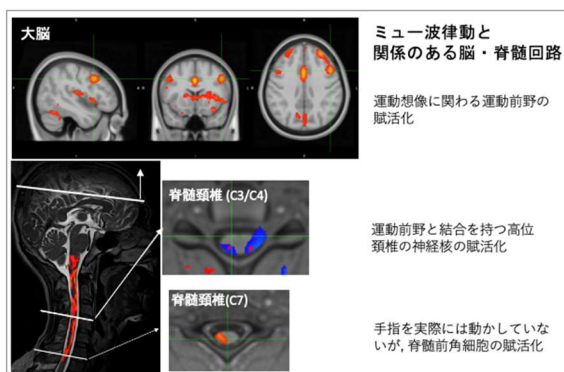 大脳
ミュー波律動と
関係のある脳・脊髄回路
運動想像に関わる運動前野の
賦活化
脊髄頸椎 (C3/C4)
運動前野と結合を持つ高位
頸椎の神経核の賦活化
脊髄頸椎(C7)
手指を実際には動かしていな
いが, 脊髄前角細胞の賦活化